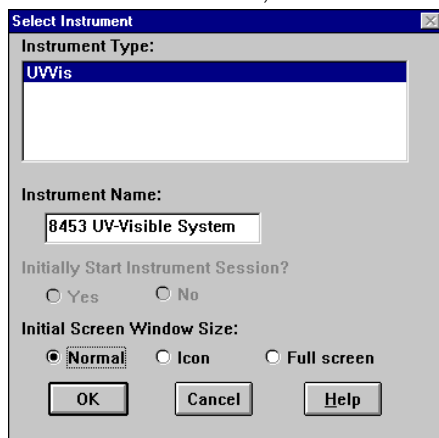 Select Instrument
Instrument Type:
UVVis
Instrument Name:
8453 UV-Visible System
Initially Start Instrument Session?
Yes No
Initial Screen Window Size:
Normal Icon Full screen
OK Cancel Help